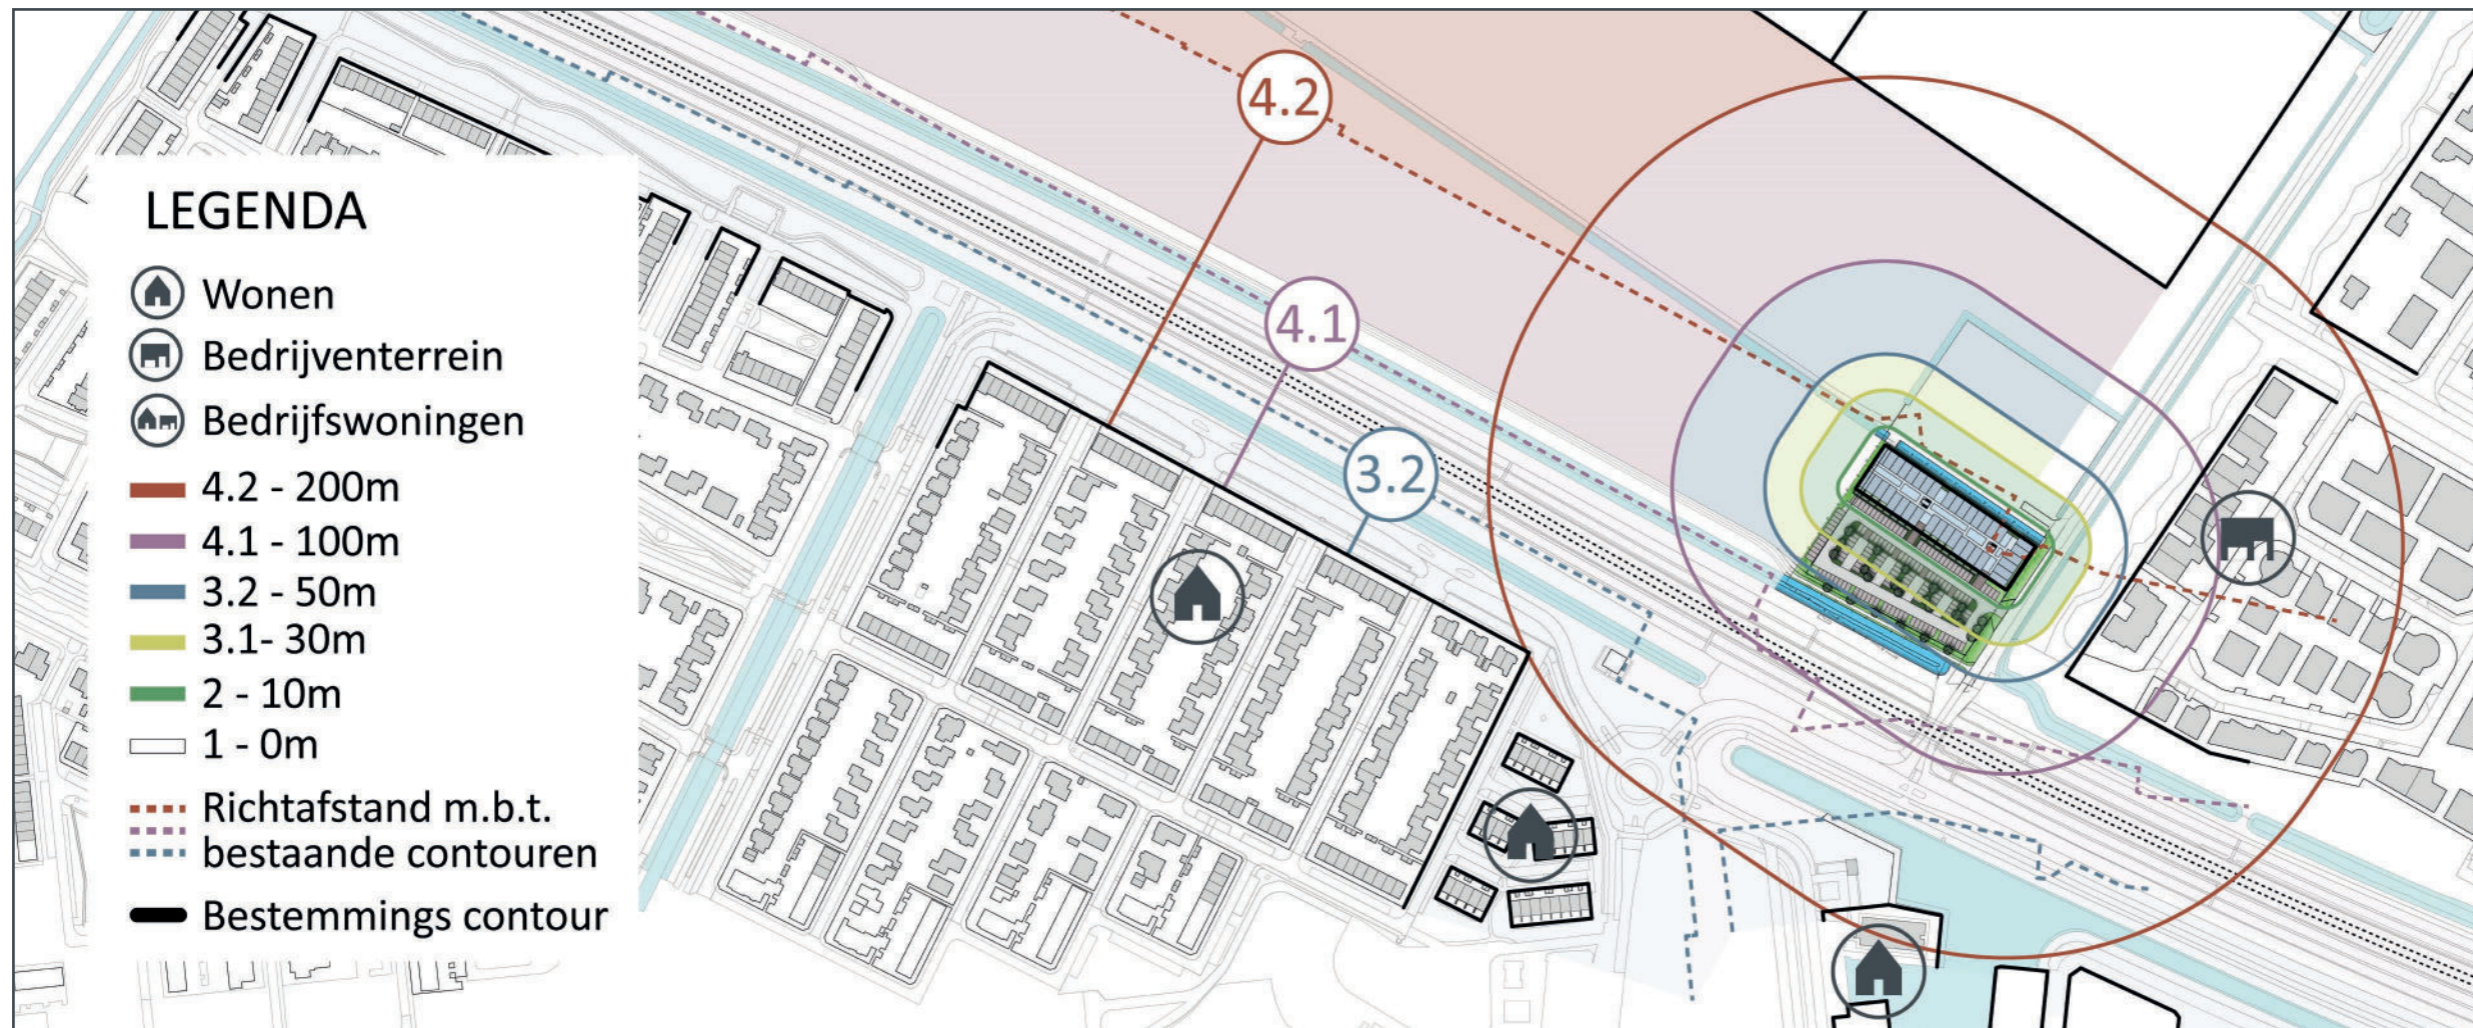 LEGENDA
Wonen
Bedrijventerrein
Bedrijfswoningen
4.2 - 200m
4.1 - 100m
3.2 - 50m
3.1- 30m
2 - 10m
1 - 0m
Richtafstand m.b.t.
bestaande contouren
Bestemmings contour
4.2
4.1
3.2